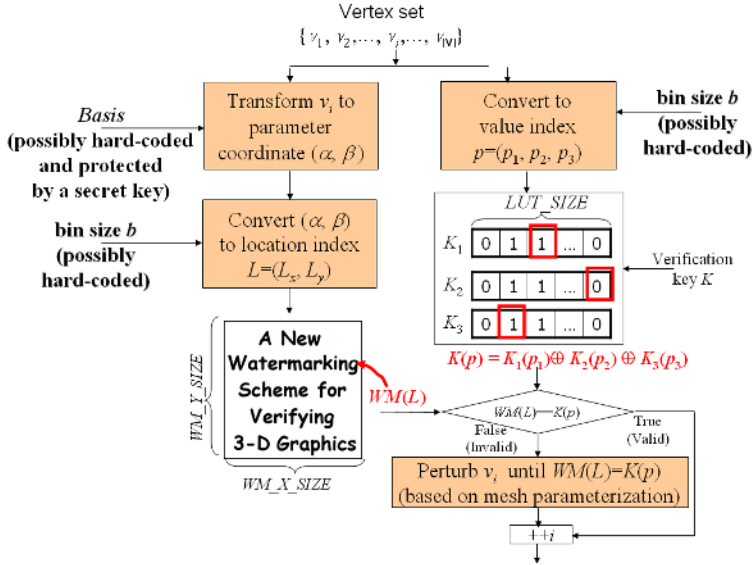 Vertex set
{ v1, v2,..., vi,..., v|V|}
Transform vi to
parameter
coordinate (α, β)
Basis
(possibly hard-coded
and protected
by a secret key)
Convert to
value index
p=(p1, p2, p3)
bin size b
(possibly
hard-coded)
Convert (α, β)
to location index
L=(Lx, Ly)
bin size b
(possibly
hard-coded)
LUT_SIZE
K1 0 1 1 ... 0
K2 0 1 1 ... 0
K3 0 1 1 ... 0
Verification
key K
K(p) = K1(p1)⊕ K2(p2) ⊕ K3(p3)
A New
Watermarking
Scheme for
Verifying
3-D Graphics
WM_Y_SIZE
WM_X_SIZE
WM(L)
WM(L)==K(p)
False
(Invalid)
True
(Valid)
Perturb vi until WM(L)=K(p)
(based on mesh parameterization)
++i